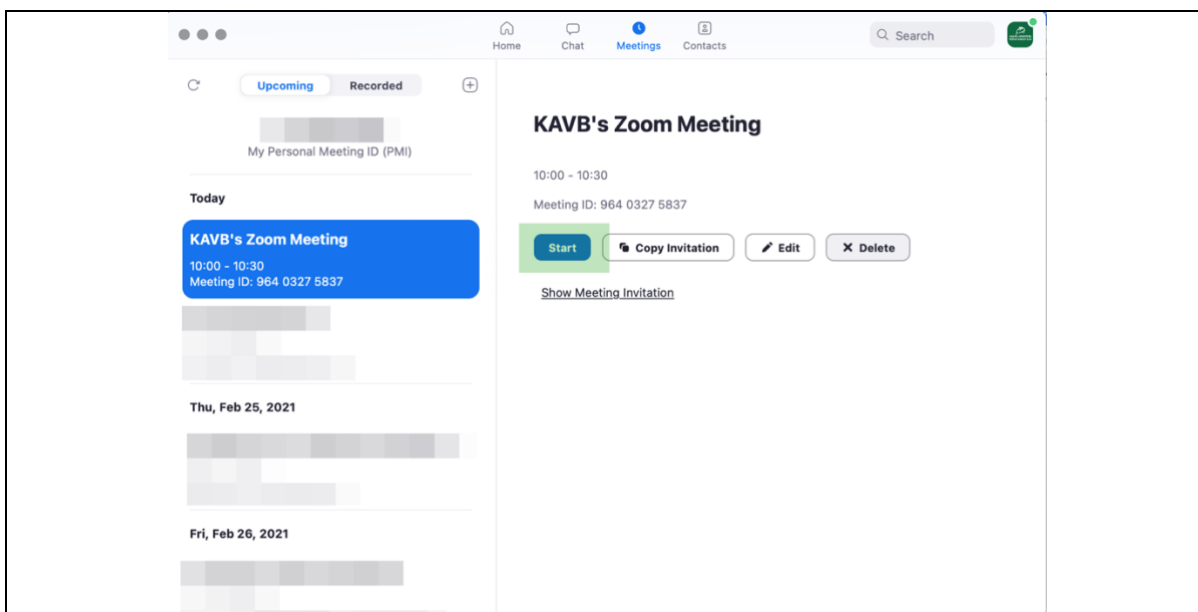 Home
Chat
Meetings
Contacts
Search
Upcoming
Recorded
My Personal Meeting ID (PMI)
Today
KAVB's Zoom Meeting
10:00 - 10:30
Meeting ID: 964 0327 5837
Thu, Feb 25, 2021
Fri, Feb 26, 2021
KAVB's Zoom Meeting
10:00 - 10:30
Meeting ID: 964 0327 5837
Start
Copy Invitation
Edit
X Delete
Show Meeting Invitation